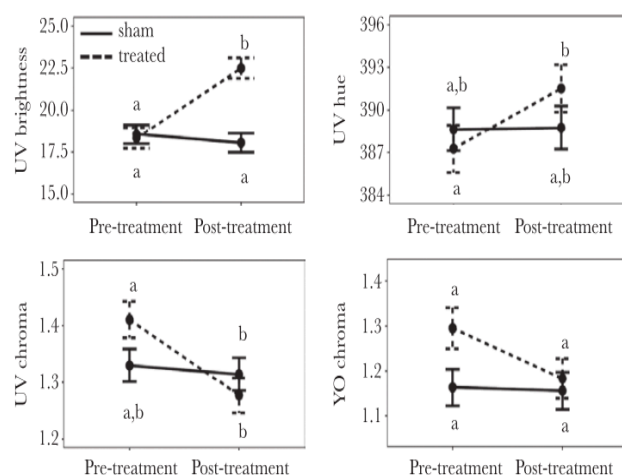 UV brightness
25.0
22.5
20.0
17.5
15.0
sham
treated
a
b
a
a
Pre-treatment Post-treatment
UV hue
396
393
390
387
384
a,b
b
a
a,b
Pre-treatment Post-treatment
UV chroma
1.5
1.4
1.3
1.2
a
b
a,b
b
Pre-treatment Post-treatment
YO chroma
1.4
1.3
1.2
1.1
a
a
a
a
Pre-treatment Post-treatment